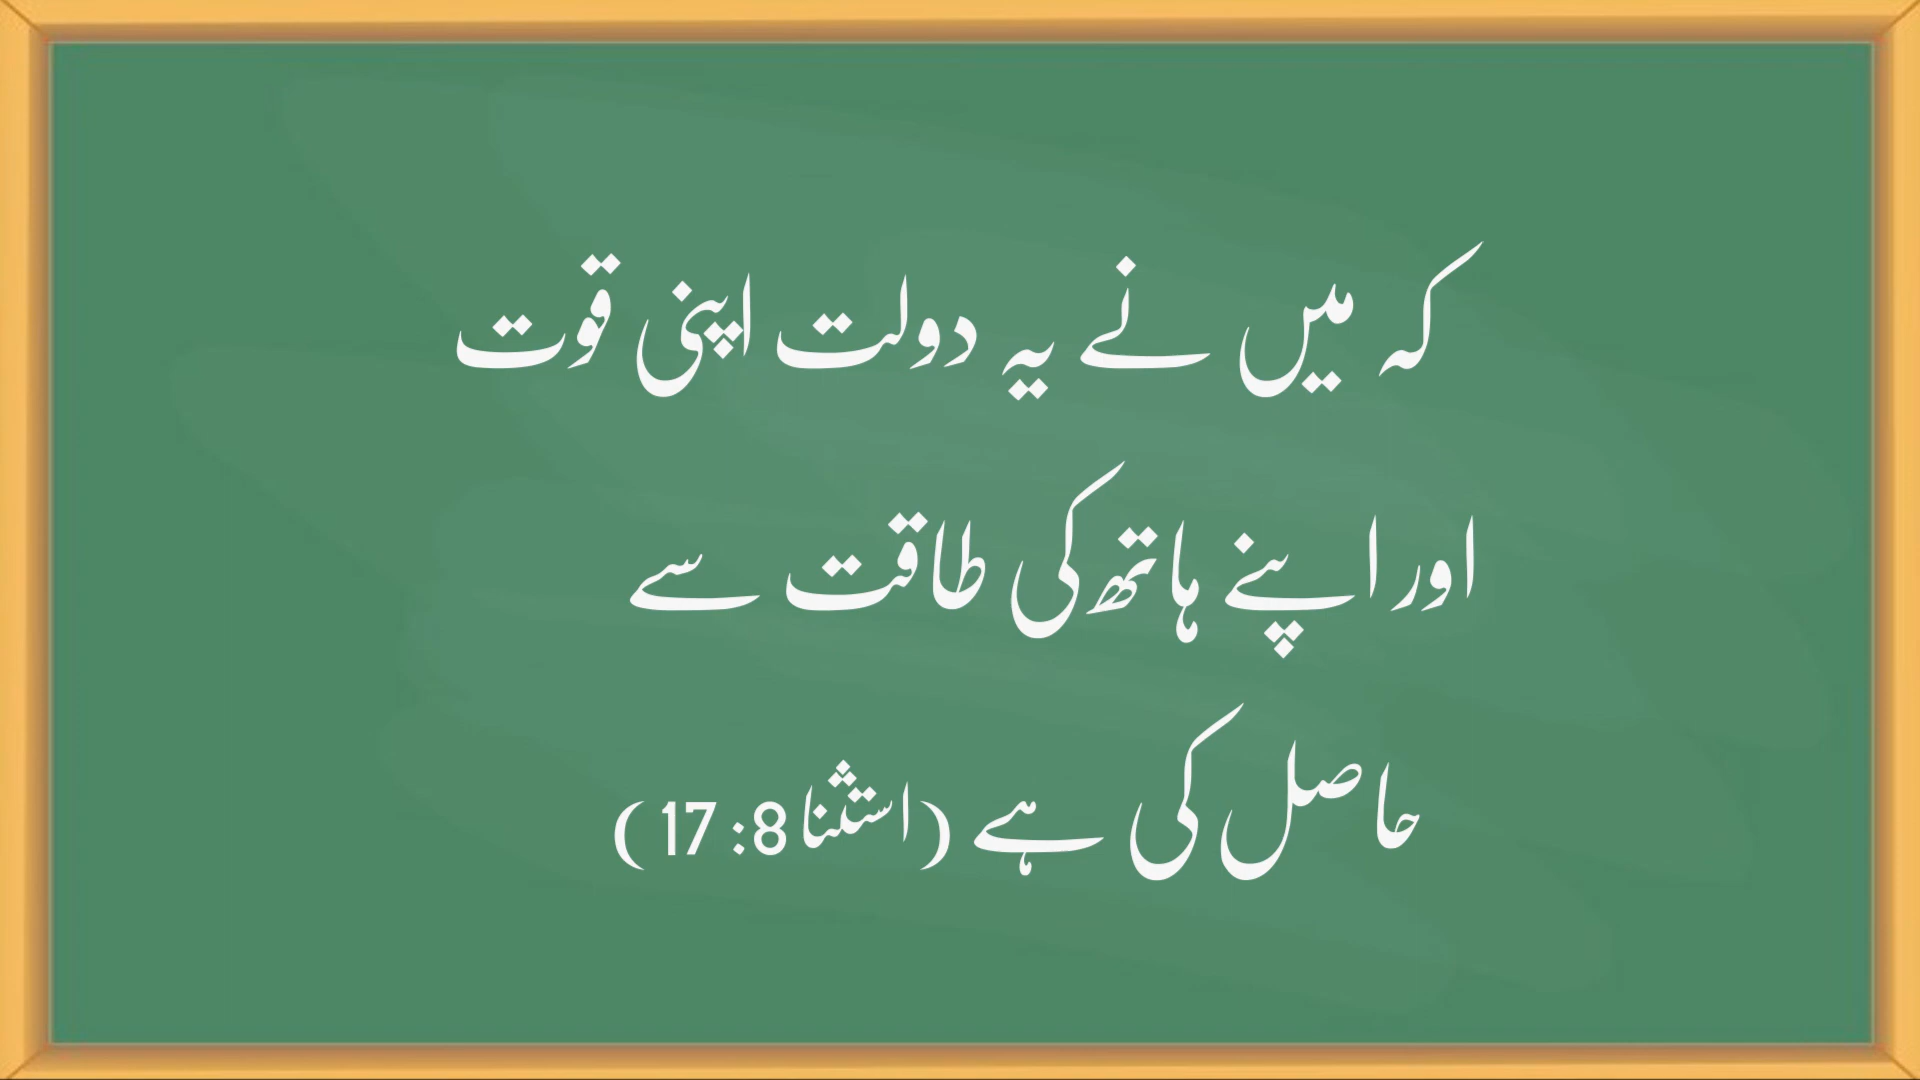 کہ میں نے یہ دولت اپنی قوت
اور اپنے ہاتھ کی طاقت سے
حاصل کی ہے (استثنا 8: 17)